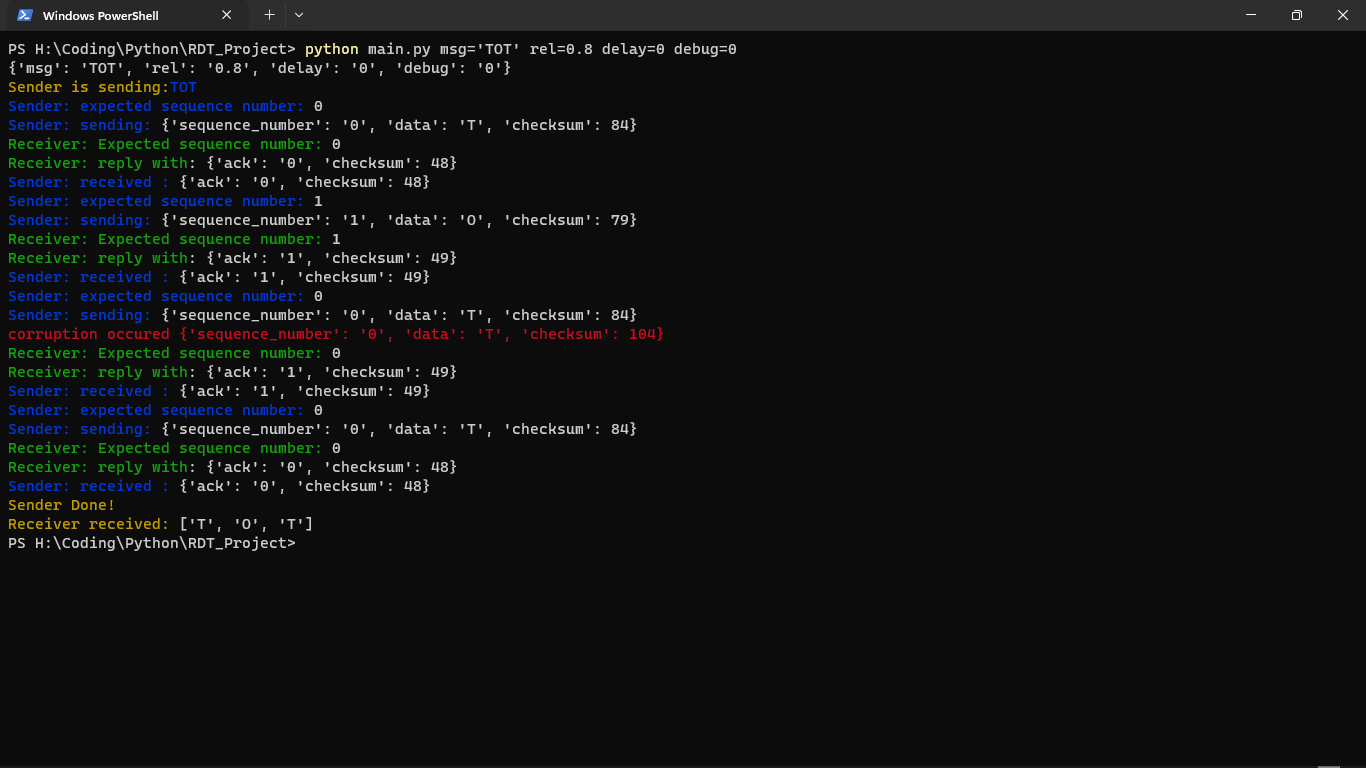 Windows PowerShell
PS H:\Coding\Python\RDT_Project> python main.py msg='TOT' rel=0.8 delay=0 debug=0
{'msg': 'TOT', 'rel': '0.8', 'delay': '0', 'debug': '0'}
Sender is sending:TOT
Sender: expected sequence number: 0
Sender: sending: {'sequence_number': '0', 'data': 'T', 'checksum': 84}
Receiver: Expected sequence number: 0
Receiver: reply with: {'ack': '0', 'checksum': 48}
Sender: received : {'ack': '0', 'checksum': 48}
Sender: expected sequence number: 1
Sender: sending: {'sequence_number': '1', 'data': 'O', 'checksum': 79}
Receiver: Expected sequence number: 1
Receiver: reply with: {'ack': '1', 'checksum': 49}
Sender: received : {'ack': '1', 'checksum': 49}
Sender: expected sequence number: 0
Sender: sending: {'sequence_number': '0', 'data': 'T', 'checksum': 84}
corruption occured {'sequence_number': '0', 'data': 'T', 'checksum': 104}
Receiver: Expected sequence number: 0
Receiver: reply with: {'ack': '1', 'checksum': 49}
Sender: received : {'ack': '1', 'checksum': 49}
Sender: expected sequence number: 0
Sender: sending: {'sequence_number': '0', 'data': 'T', 'checksum': 84}
Receiver: Expected sequence number: 0
Receiver: reply with: {'ack': '0', 'checksum': 48}
Sender: received : {'ack': '0', 'checksum': 48}
Sender Done!
Receiver received: ['T', 'O', 'T']
PS H:\Coding\Python\RDT_Project>